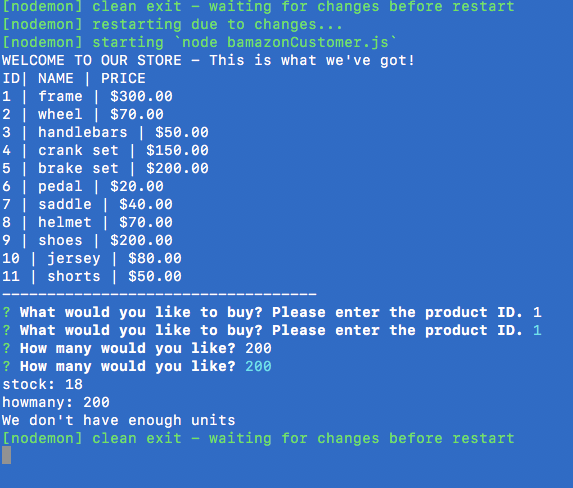 [nodemon] clean exit - waiting for changes before restart
[nodemon] restarting due to changes...
[nodemon] starting `node bamazonCustomer.js`
WELCOME TO OUR STORE - This is what we've got!
ID| NAME | PRICE
1 | frame | $300.00
2 | wheel | $70.00
3 | handlebars | $50.00
4 | crank set | $150.00
5 | brake set | $200.00
6 | pedal | $20.00
7 | saddle | $40.00
8 | helmet | $70.00
9 | shoes | $200.00
10 | jersey | $80.00
11 | shorts | $50.00
-----------------------------------
? What would you like to buy? Please enter the product ID. 1
? What would you like to buy? Please enter the product ID. 1
? How many would you like? 200
? How many would you like? 200
stock: 18
howmany: 200
We don't have enough units
[nodemon] clean exit - waiting for changes before restart